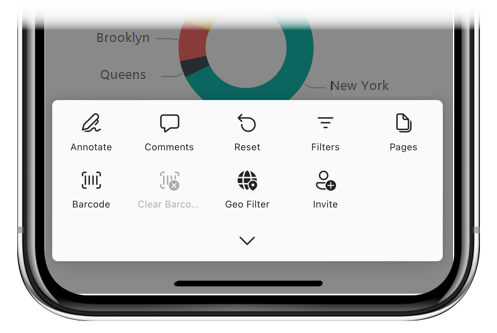 Brooklyn
Queens
New York
Annotate
Comments
Reset
Filters
Pages
Barcode
Clear Barco...
Geo Filter
Invite